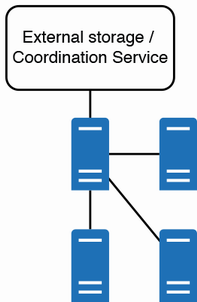 External storage /
Coordination Service